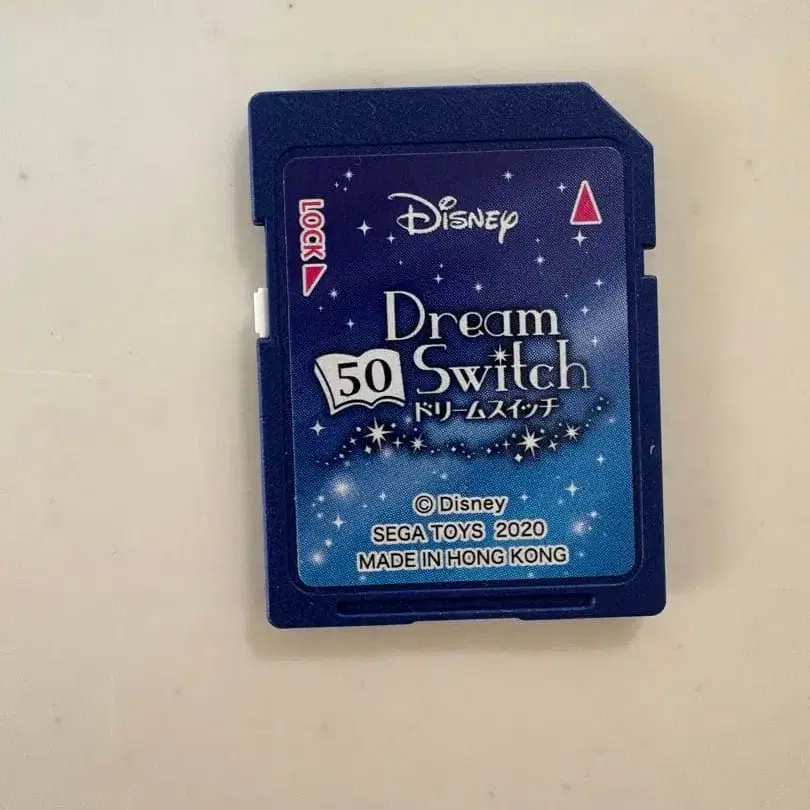 LOCK
Disney
Dream
50 Switch
ドリームスイッチ
© Disney
SEGA TOYS 2020
MADE IN HONG KONG